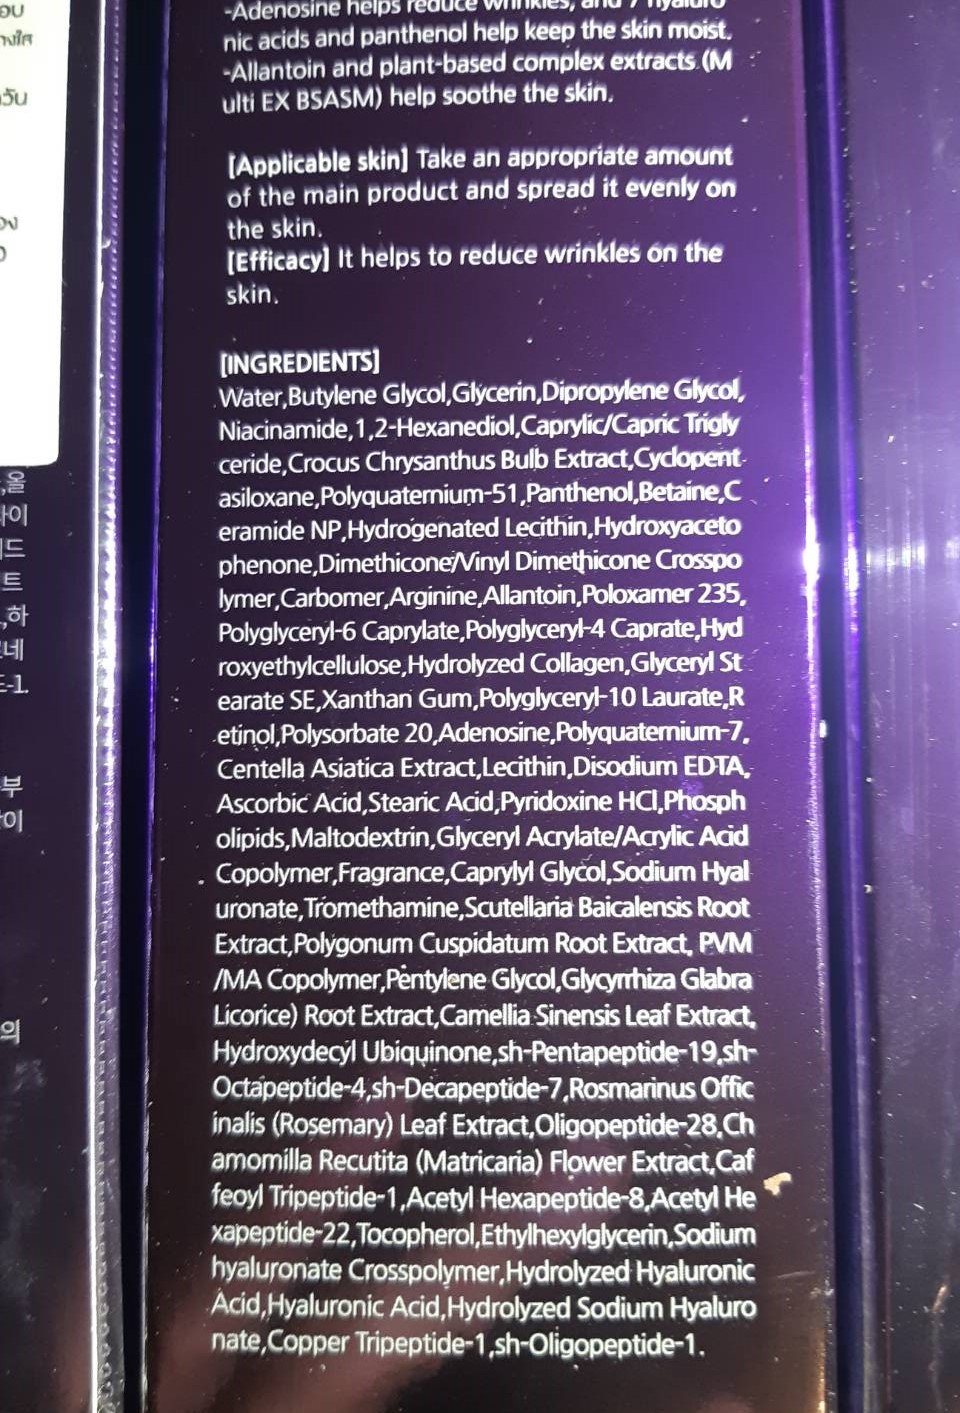 -Adenosine helps reduce wrinkles, and 7 hyaluro
nic acids and panthenol help keep the skin moist.
-Allantoin and plant-based complex extracts (M
ulti EX BSASM) help soothe the skin.
[Applicable skin] Take an appropriate amount
of the main product and spread it evenly on
the skin.
[Efficacy] It helps to reduce wrinkles on the
skin.
[INGREDIENTS]
Water,Butylene Glycol,Glycerin,Dipropylene Glycol,
Niacinamide,1,2-Hexanediol,Caprylic/Capric Trigly
ceride,Crocus Chrysanthus Bulb Extract,Cyclopent
asiloxane,Polyquaternium-51,Panthenol,Betaine,C
eramide NP,Hydrogenated Lecithin,Hydroxyaceto
phenone,Dimethicone/Vinyl Dimethicone Crosspo
lymer,Carbomer,Arginine,Allantoin,Poloxamer 235,
Polyglyceryl-6 Caprylate,Polyglyceryl-4 Caprate,Hyd
roxyethylcellulose,Hydrolyzed Collagen,Glyceryl St
earate SE,Xanthan Gum,Polyglyceryl-10 Laurate,R
etinol,Polysorbate 20,Adenosine,Polyquaternium-7,
Centella Asiatica Extract,Lecithin,Disodium EDTA,
Ascorbic Acid,Stearic Acid,Pyridoxine HCl,Phosph
olipids,Maltodextrin,Glyceryl Acrylate/Acrylic Acid
Copolymer,Fragrance,Caprylyl Glycol,Sodium Hyal
uronate,Tromethamine,Scutellaria Baicalensis Root
Extract,Polygonum Cuspidatum Root Extract, PVM
/MA Copolymer,Pentylene Glycol,Glycyrrhiza Glabra
Licorice) Root Extract,Camellia Sinensis Leaf Extract,
Hydroxydecyl Ubiquinone,sh-Pentapeptide-19,sh-
Octapeptide-4,sh-Decapeptide-7,Rosmarinus Offic
inalis (Rosemary) Leaf Extract,Oligopeptide-28,Ch
amomilla Recutita (Matricaria) Flower Extract,Caf
feoyl Tripeptide-1,Acetyl Hexapeptide-8,Acetyl He
xapeptide-22,Tocopherol,Ethylhexylglycerin,Sodium
hyaluronate Crosspolymer,Hydrolyzed Hyaluronic
Acid,Hyaluronic Acid,Hydrolyzed Sodium Hyaluro
nate,Copper Tripeptide-1,sh-Oligopeptide-1.